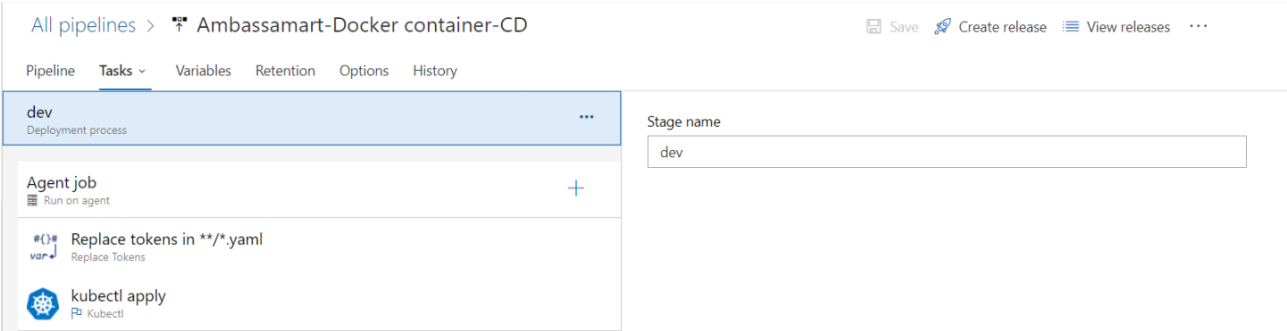 All pipelines > Ambassamart-Docker container-CD
Save Create release View releases ...
Pipeline Tasks Variables Retention Options History
dev
Deployment process
Stage name
dev
Agent job
Run on agent
#{}#
var
Replace tokens in **/*.yaml
Replace Tokens
kubectl apply
Kubectl